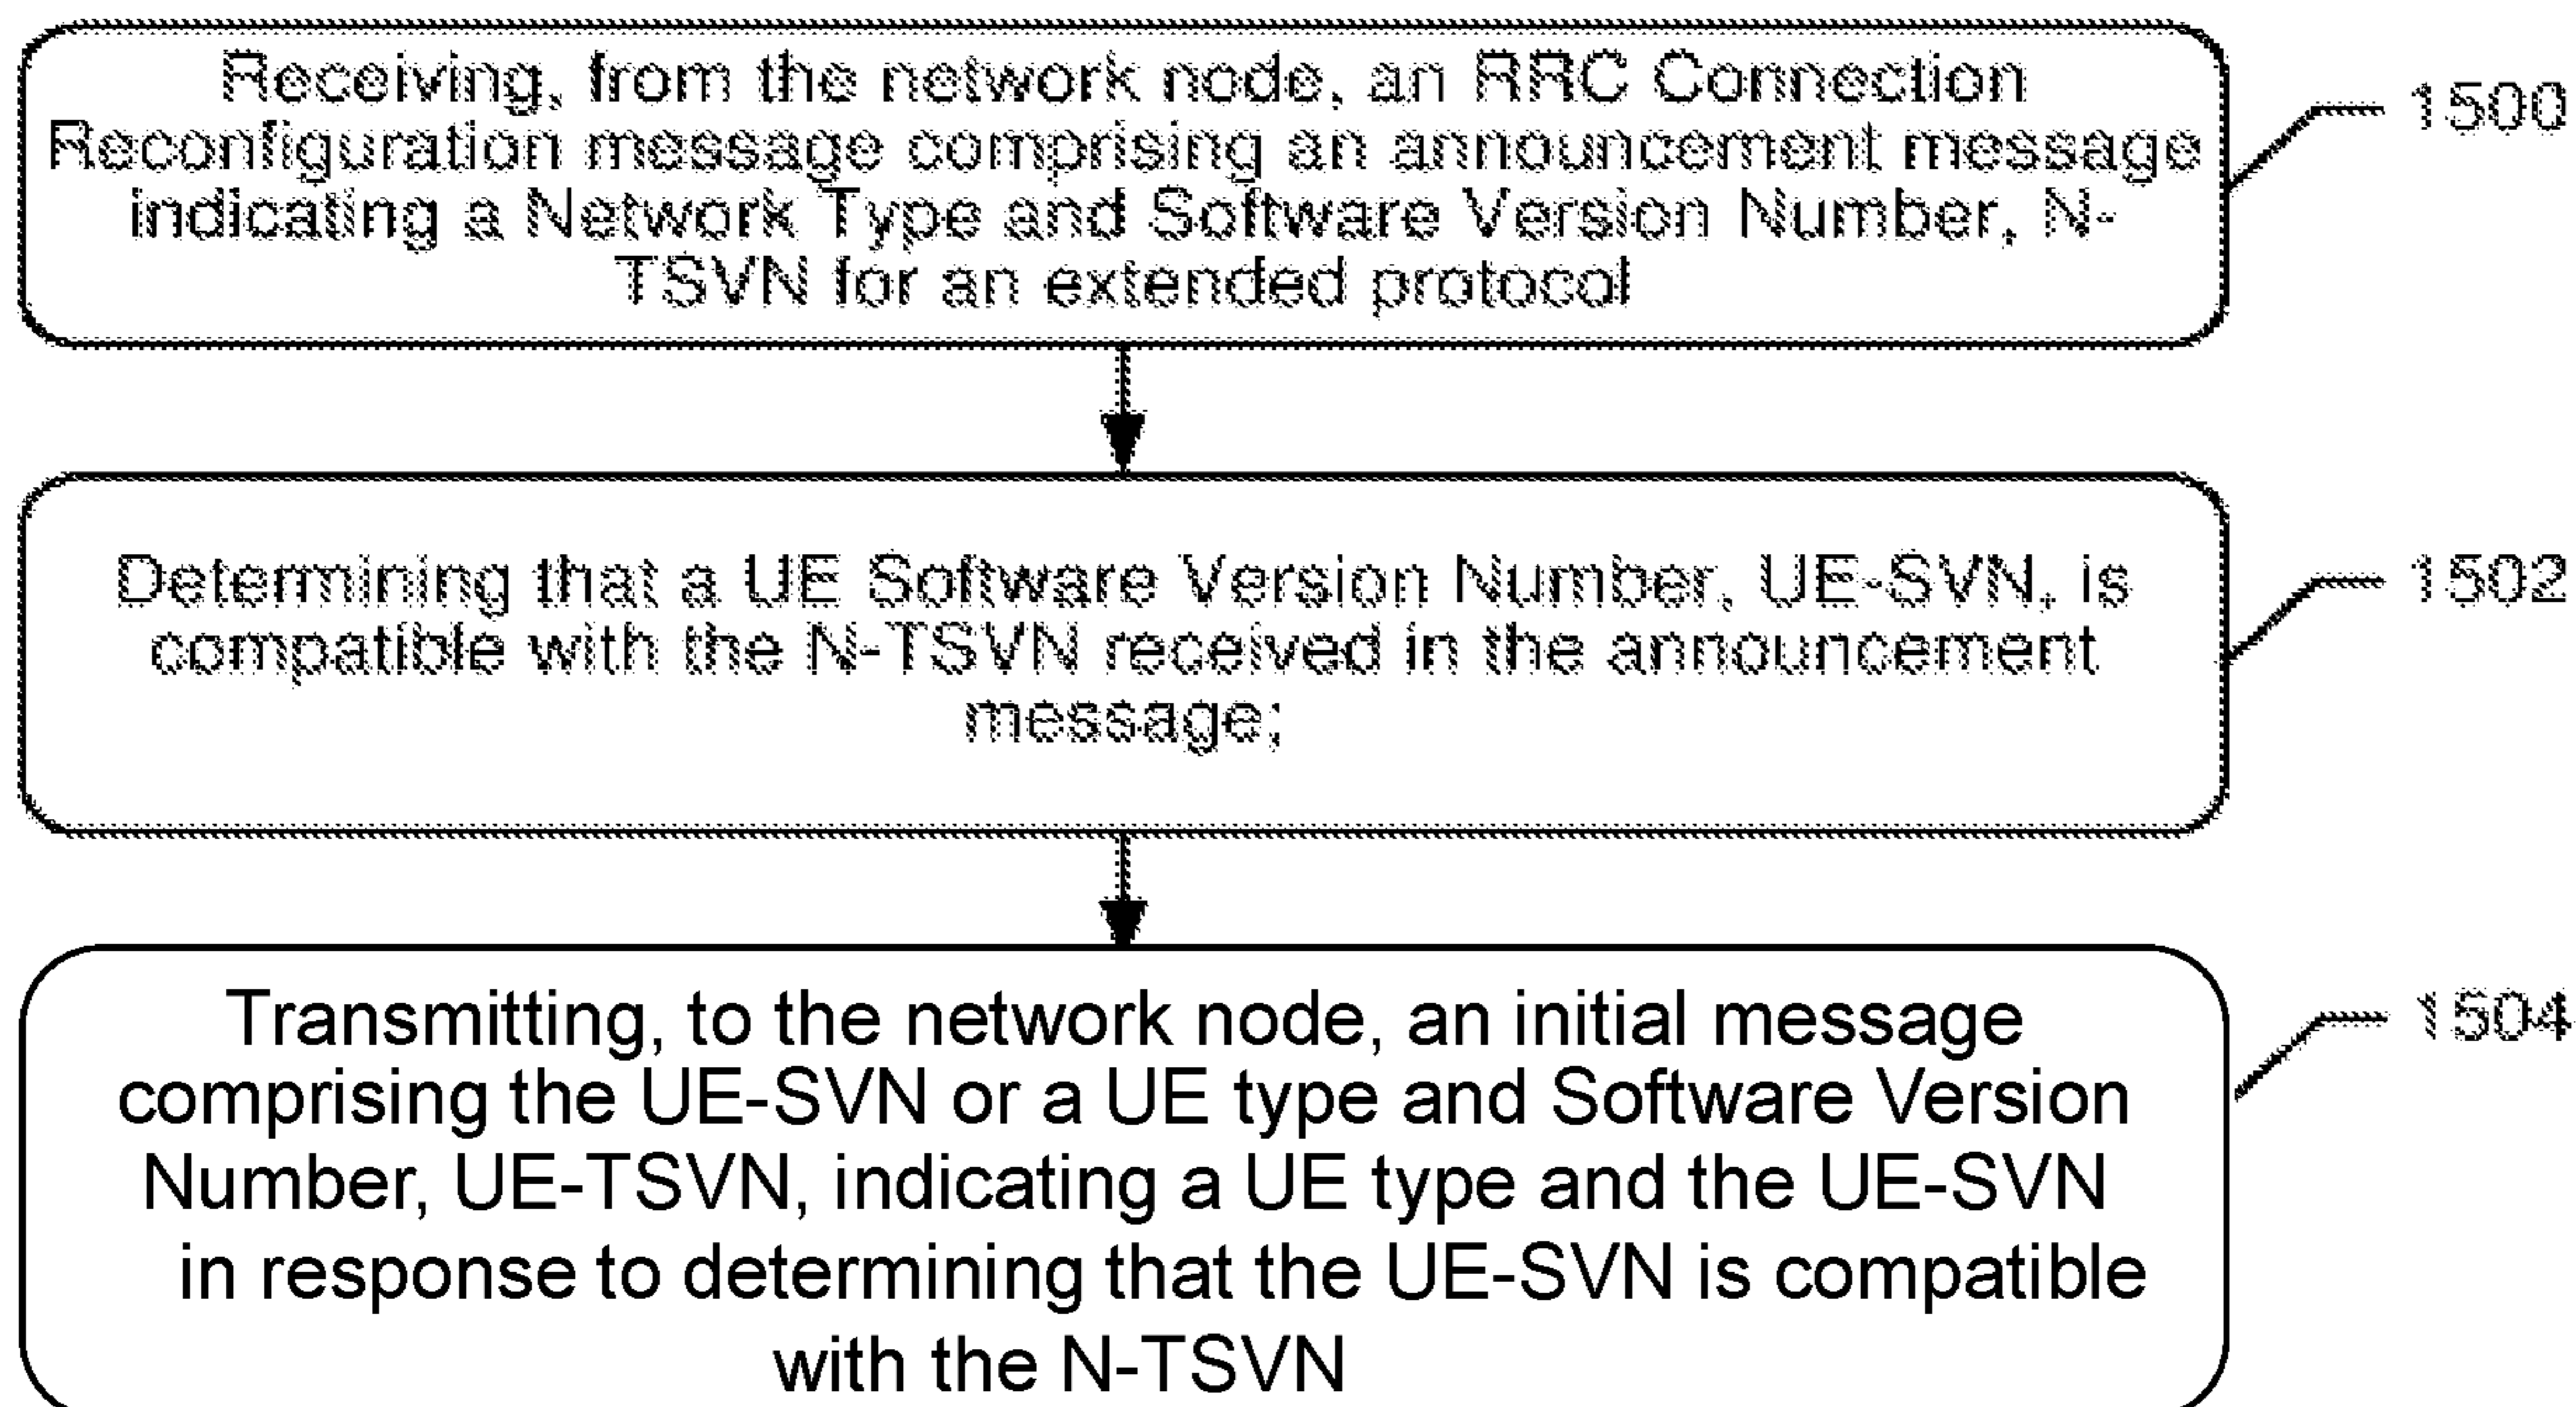 Receiving, from the network node, an RRC Connection
Reconfiguration message comprising an announcement message
indicating a Network Type and Software Version Number, N-
TSVN for an extended protocol
1500
Determining that a UE Software Version Number, UE-SVN, is
compatible with the N-TSVN received in the announcement
message;
1502
Transmitting, to the network node, an initial message
comprising the UE-SVN or a UE type and Software Version
Number, UE-TSVN, indicating a UE type and the UE-SVN
in response to determining that the UE-SVN is compatible
with the N-TSVN
1504